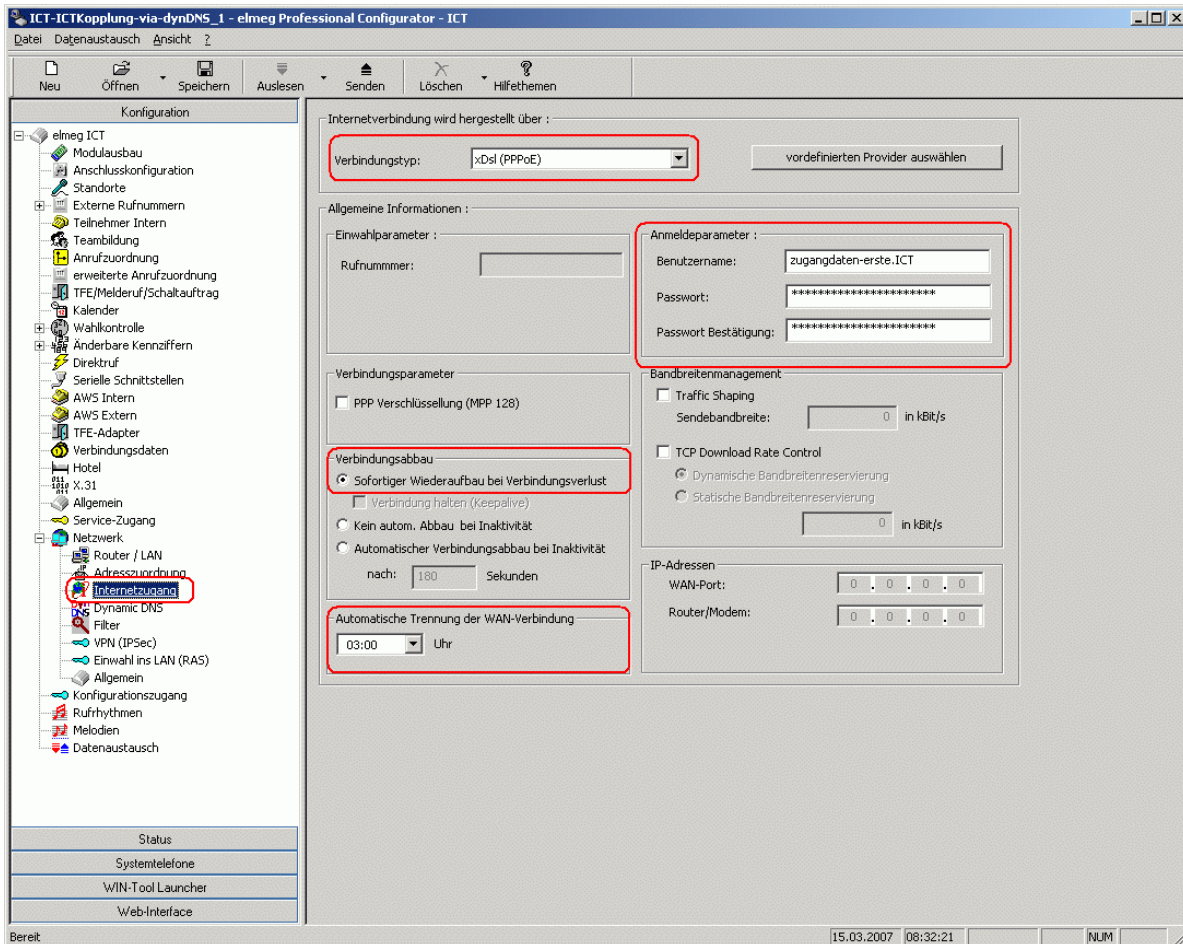 ICT-ICTKopplung-via-dynDNS_1 - elmeg Professional Configurator - ICT
Datei Datenaustausch Ansicht ?
Neu Öffnen Speichern Auslesen Senden Löschen Hilfethemen
Konfiguration
elmeg ICT
Modulausbau
Anschlusskonfiguration
Standorte
Externe Rufnummern
Teilnehmer Intern
Teambildung
Anrufzuordnung
erweiterte Anrufzuordnung
TFE/Melderuf/Schaltauftrag
Kalender
Wahlkontrolle
Änderbare Kennziffern
Direktruf
Serielle Schnittstellen
AWS Intern
AWS Extern
TFE-Adapter
Verbindungsdaten
Hotel
X.31
Allgemein
Service-Zugang
Netzwerk
Router / LAN
Adresszuordnung
Internetzugang
Dynamic DNS
Filter
VPN (IPSec)
Einwahl ins LAN (RAS)
Allgemein
Konfigurationszugang
Rufrhythmen
Melodien
Datenaustausch
Status
Systemtelefone
WIN-Tool Launcher
Web-Interface
Internetverbindung wird hergestellt über :
Verbindungstyp: xDsl (PPPoE)
vordefinierten Provider auswählen
Allgemeine Informationen :
Einwahlparameter :
Rufnummmer:
Anmeldeparameter :
Benutzername: zugangdaten-erste.ICT
Passwort: **********************
Passwort Bestätigung: **********************
Verbindungsparameter
PPP Verschlüssellung (MPP 128)
Verbindungsabbau
Sofortiger Wiederaufbau bei Verbindungsverlust
Verbindung halten (Keepalive)
Kein autom. Abbau bei Inaktivität
Automatischer Verbindungsabbau bei Inaktivität
nach: 180 Sekunden
Automatische Trennung der WAN-Verbindung
03:00 Uhr
Bandbreitenmanagement
Traffic Shaping
Sendebandbreite: 0 in kBit/s
TCP Download Rate Control
Dynamische Bandbreitenreservierung
Statische Bandbreitenreservierung
0 in kBit/s
IP-Adressen
WAN-Port: 0 . 0 . 0 . 0
Router/Modem: 0 . 0 . 0 . 0
Bereit 15.03.2007 08:32:21 NUM